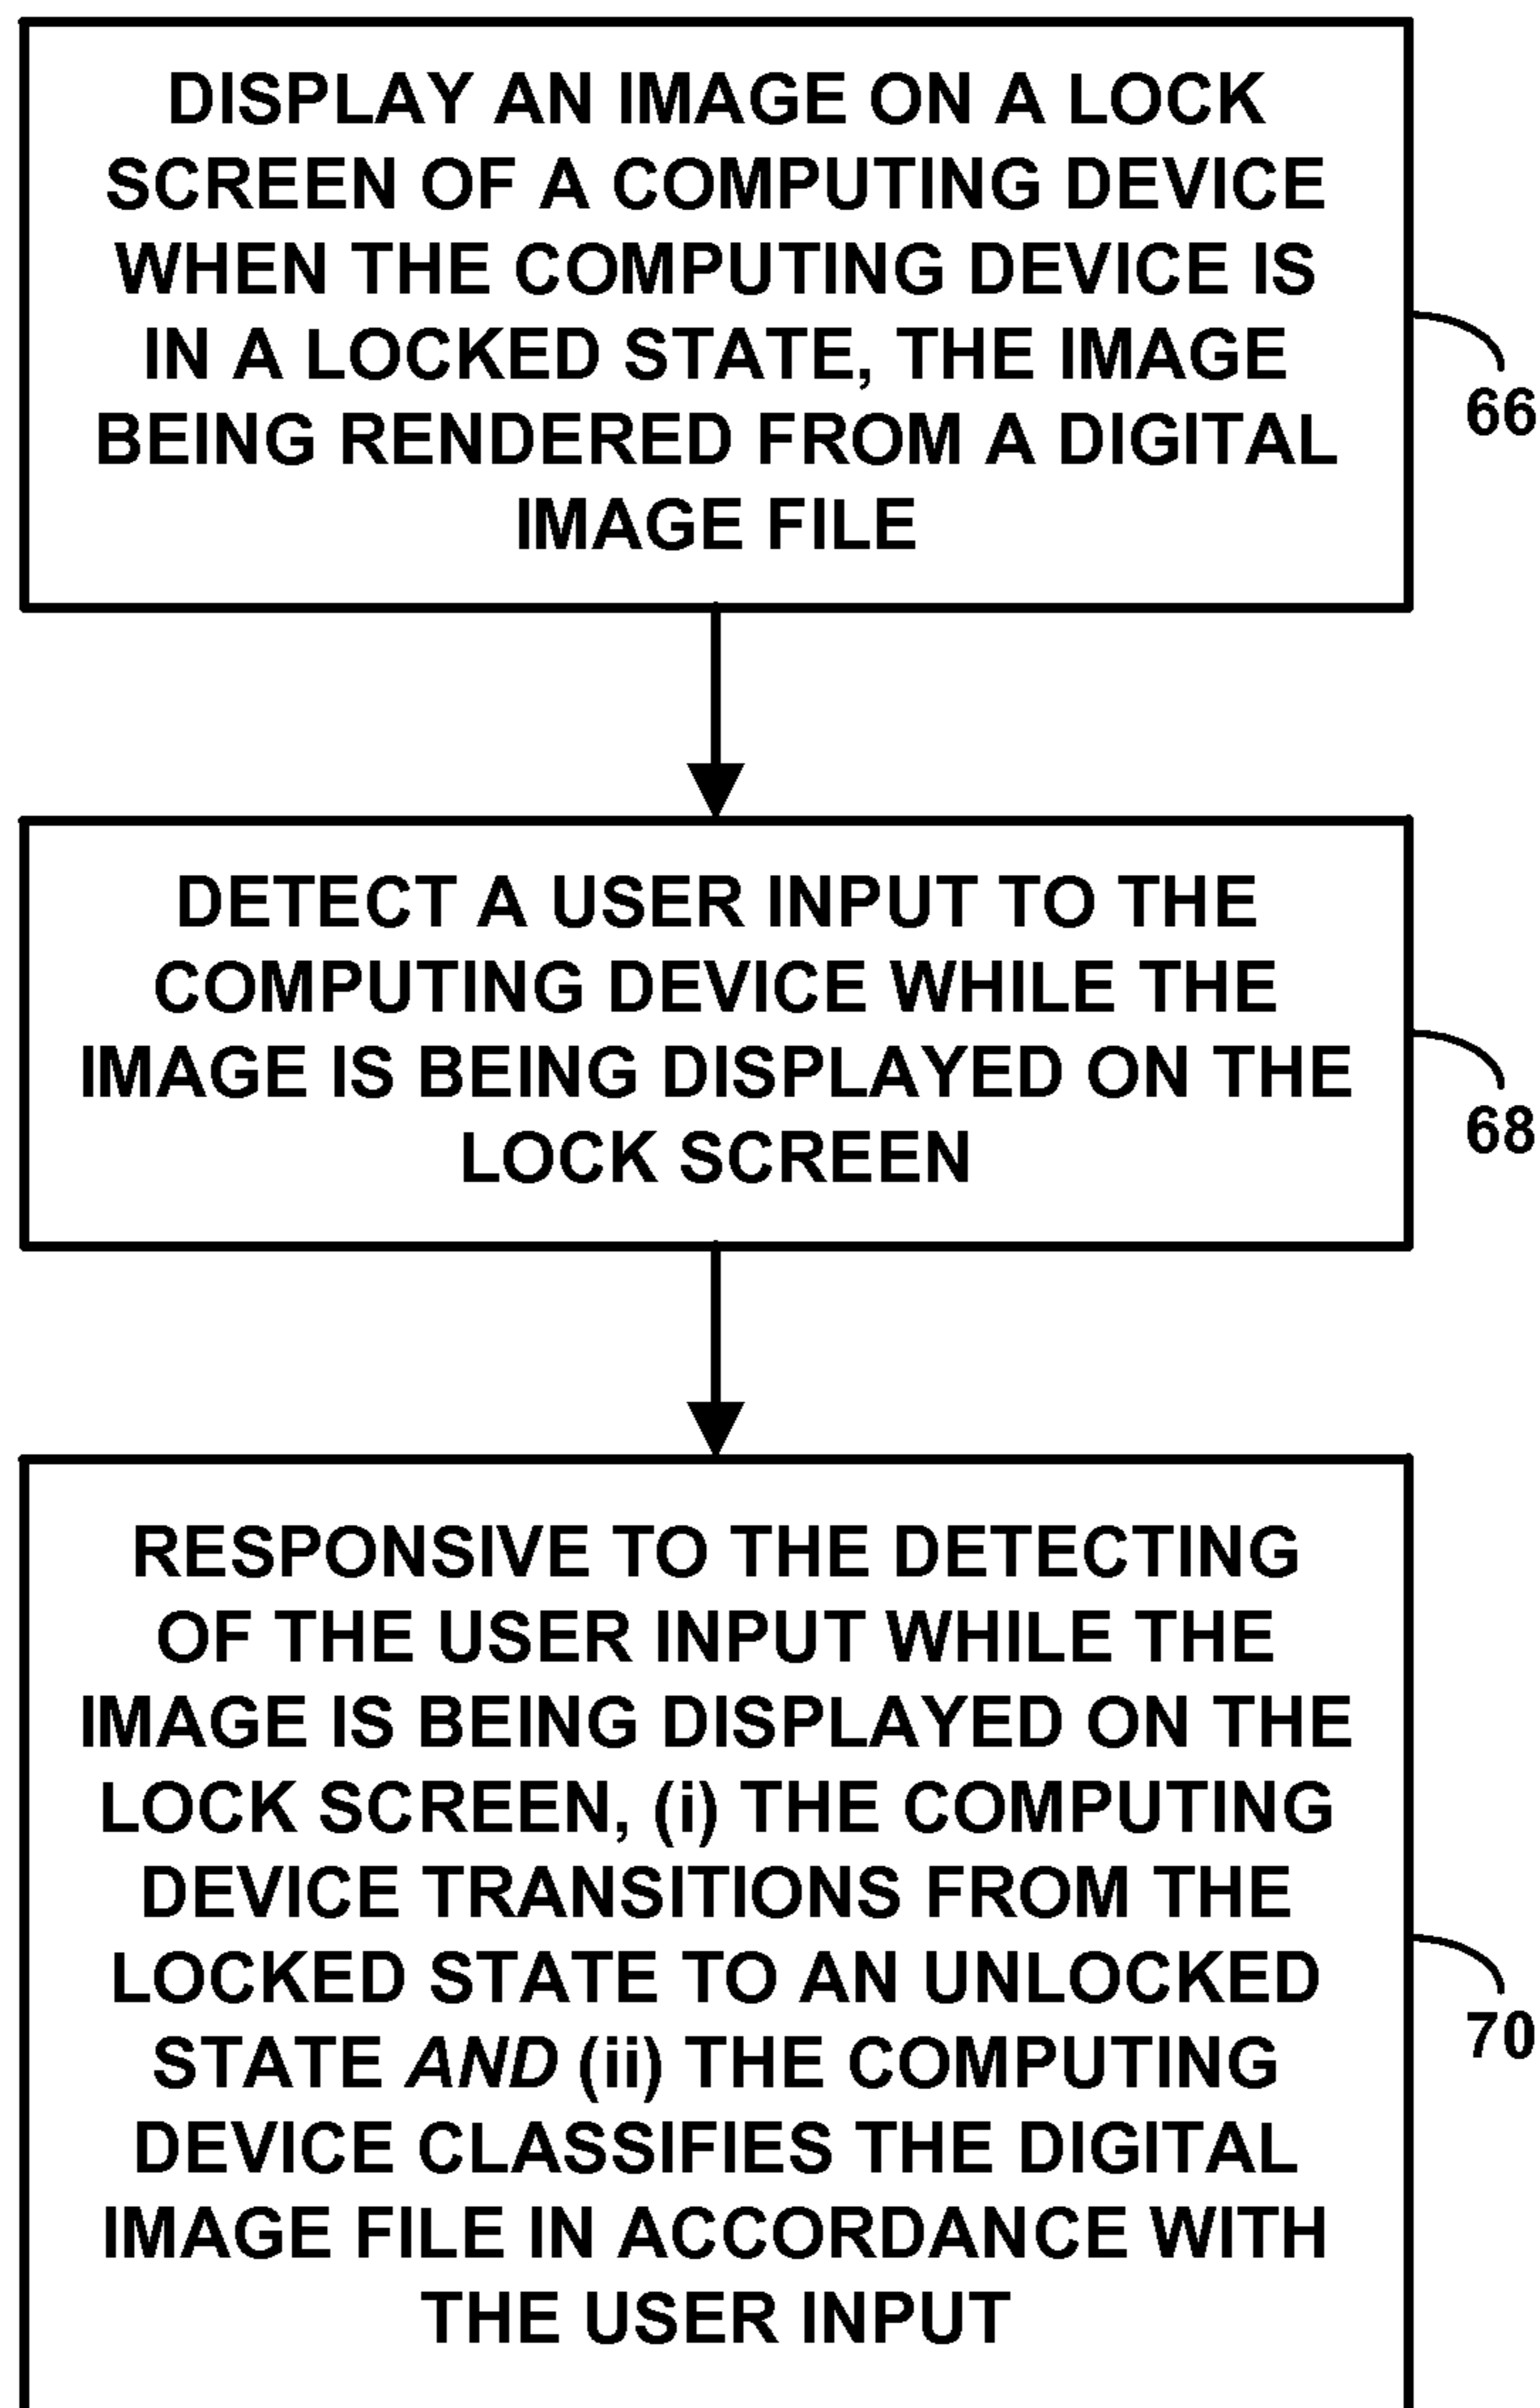 DISPLAY AN IMAGE ON A LOCK
SCREEN OF A COMPUTING DEVICE
WHEN THE COMPUTING DEVICE IS
IN A LOCKED STATE, THE IMAGE
BEING RENDERED FROM A DIGITAL
IMAGE FILE
66
DETECT A USER INPUT TO THE
COMPUTING DEVICE WHILE THE
IMAGE IS BEING DISPLAYED ON THE
LOCK SCREEN
68
RESPONSIVE TO THE DETECTING
OF THE USER INPUT WHILE THE
IMAGE IS BEING DISPLAYED ON THE
LOCK SCREEN, (i) THE COMPUTING
DEVICE TRANSITIONS FROM THE
LOCKED STATE TO AN UNLOCKED
STATE AND (ii) THE COMPUTING
DEVICE CLASSIFIES THE DIGITAL
IMAGE FILE IN ACCORDANCE WITH
THE USER INPUT
70